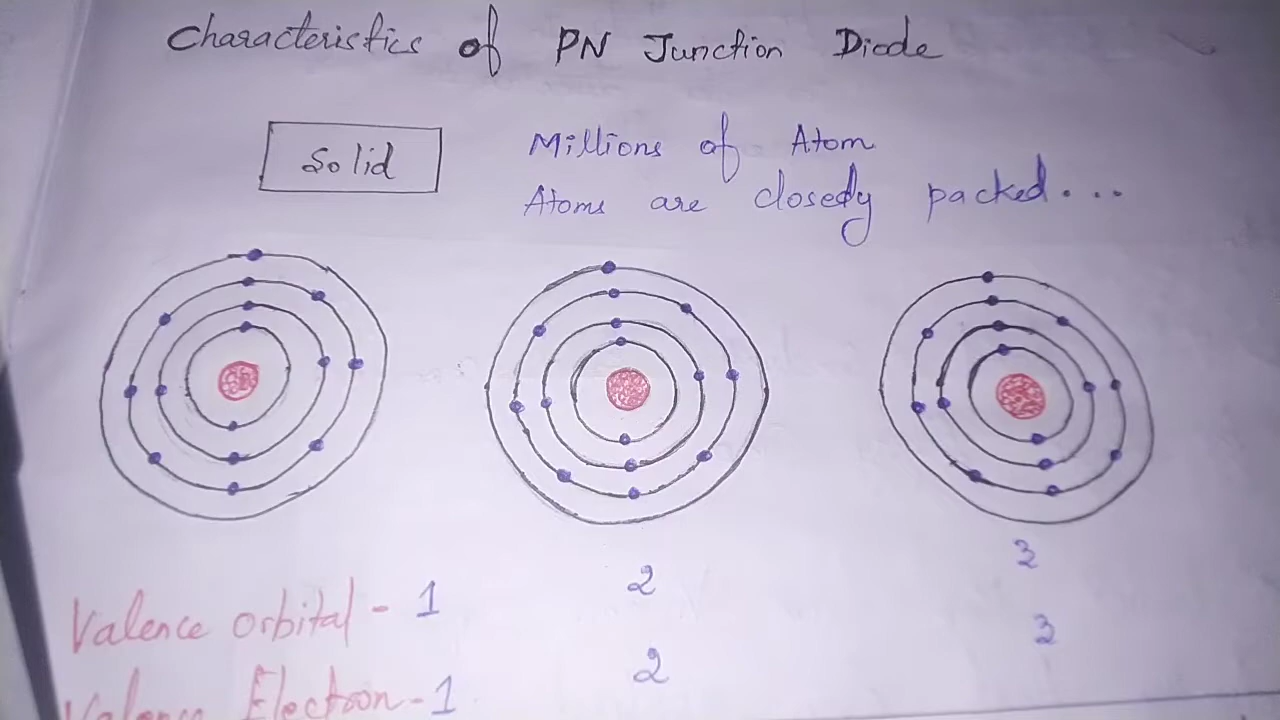 Characteristics of PN Junction Diode
Solid
Millions of Atom
Atoms are closedly packed....
Valence orbital - 1 2 3
Valence Electron - 1 2 3